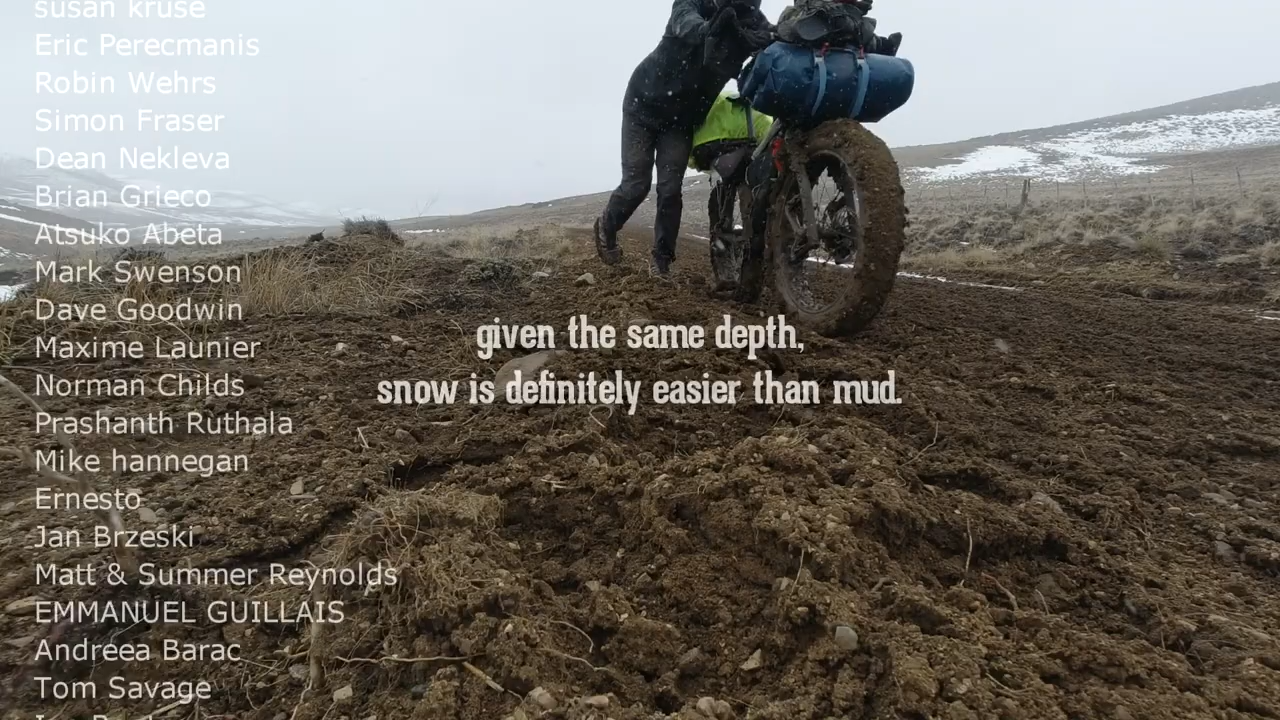 susan kruse
Eric Perecmanis
Robin Wehrs
Simon Fraser
Dean Nekleva
Brian Grieco
Atsuko Abeta
Mark Swenson
Dave Goodwin
Maxime Launier
Norman Childs
Prashanth Ruthala
Mike hannegan
Ernesto
Jan Brzeski
Matt & Summer Reynolds
EMMANUEL GUILLAIS
Andreea Barac
Tom Savage
given the same depth,
snow is definitely easier than mud.